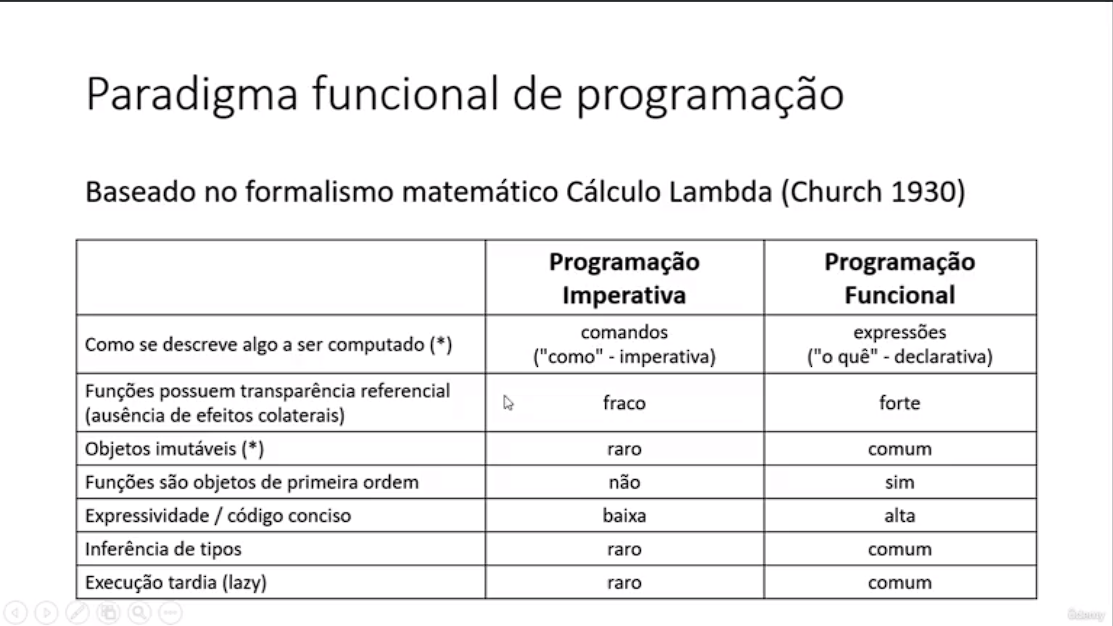 Paradigma funcional de programação
Baseado no formalismo matemático Cálculo Lambda (Church 1930)
Programação Imperativa
Programação Funcional
Como se descreve algo a ser computado (*)
comandos
("como" - imperativa)
expressões
("o quê" - declarativa)
Funções possuem transparência referencial
(ausência de efeitos colaterais)
fraco
forte
Objetos imutáveis (*)
raro
comum
Funções são objetos de primeira ordem
não
sim
Expressividade / código conciso
baixa
alta
Inferência de tipos
raro
comum
Execução tardia (lazy)
raro
comum
ûdemy